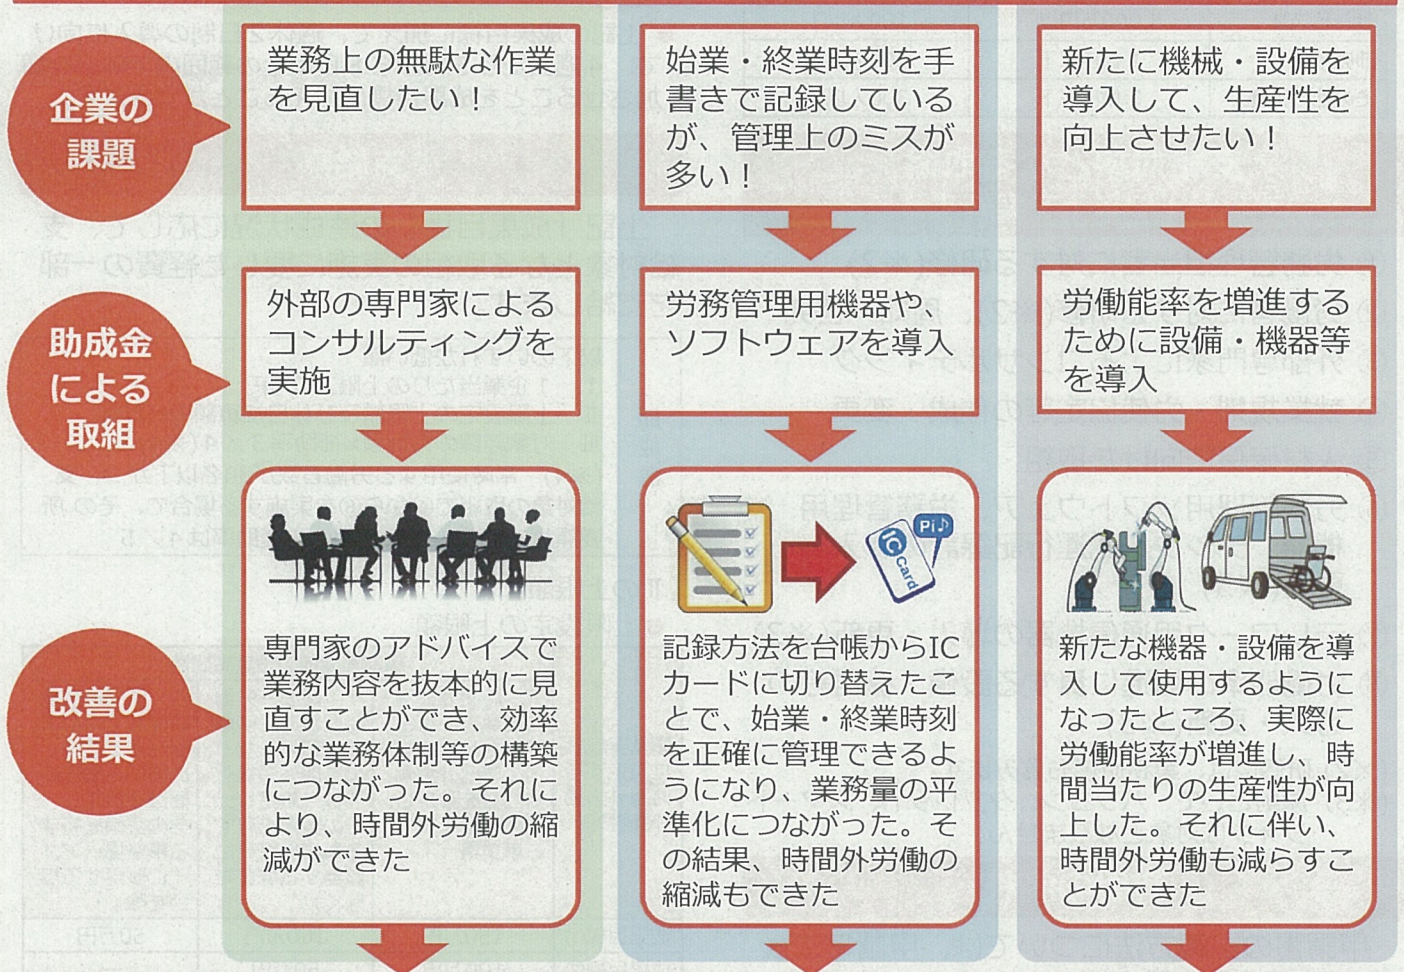 企業の
課題
業務上の無駄な作業
を見直したい！
始業・終業時刻を手
書きで記録している
が、管理上のミスが
多い！
新たに機械・設備を
導入して、生産性を
向上させたい！
助成金
による
取組
外部の専門家による
コンサルティングを
実施
労務管理用機器や、
ソフトウェアを導入
労働能率を増進する
ために設備・機器等
を導入
改善の
結果
専門家のアドバイスで
業務内容を抜本的に見
直すことができ、効率
的な業務体制等の構築
につながった。それに
より、時間外労働の縮
減ができた
Pi♪
IC
Card
記録方法を台帳からIC
カードに切り替えたこ
とで、始業・終業時刻
を正確に管理できるよ
うになり、業務量の平
準化につながった。そ
の結果、時間外労働の
縮減もできた
新たな機器・設備を導
入して使用するように
なったところ、実際に
労働能率が増進し、時
間当たりの生産性が向
上した。それに伴い、
時間外労働も減らすこ
とができた